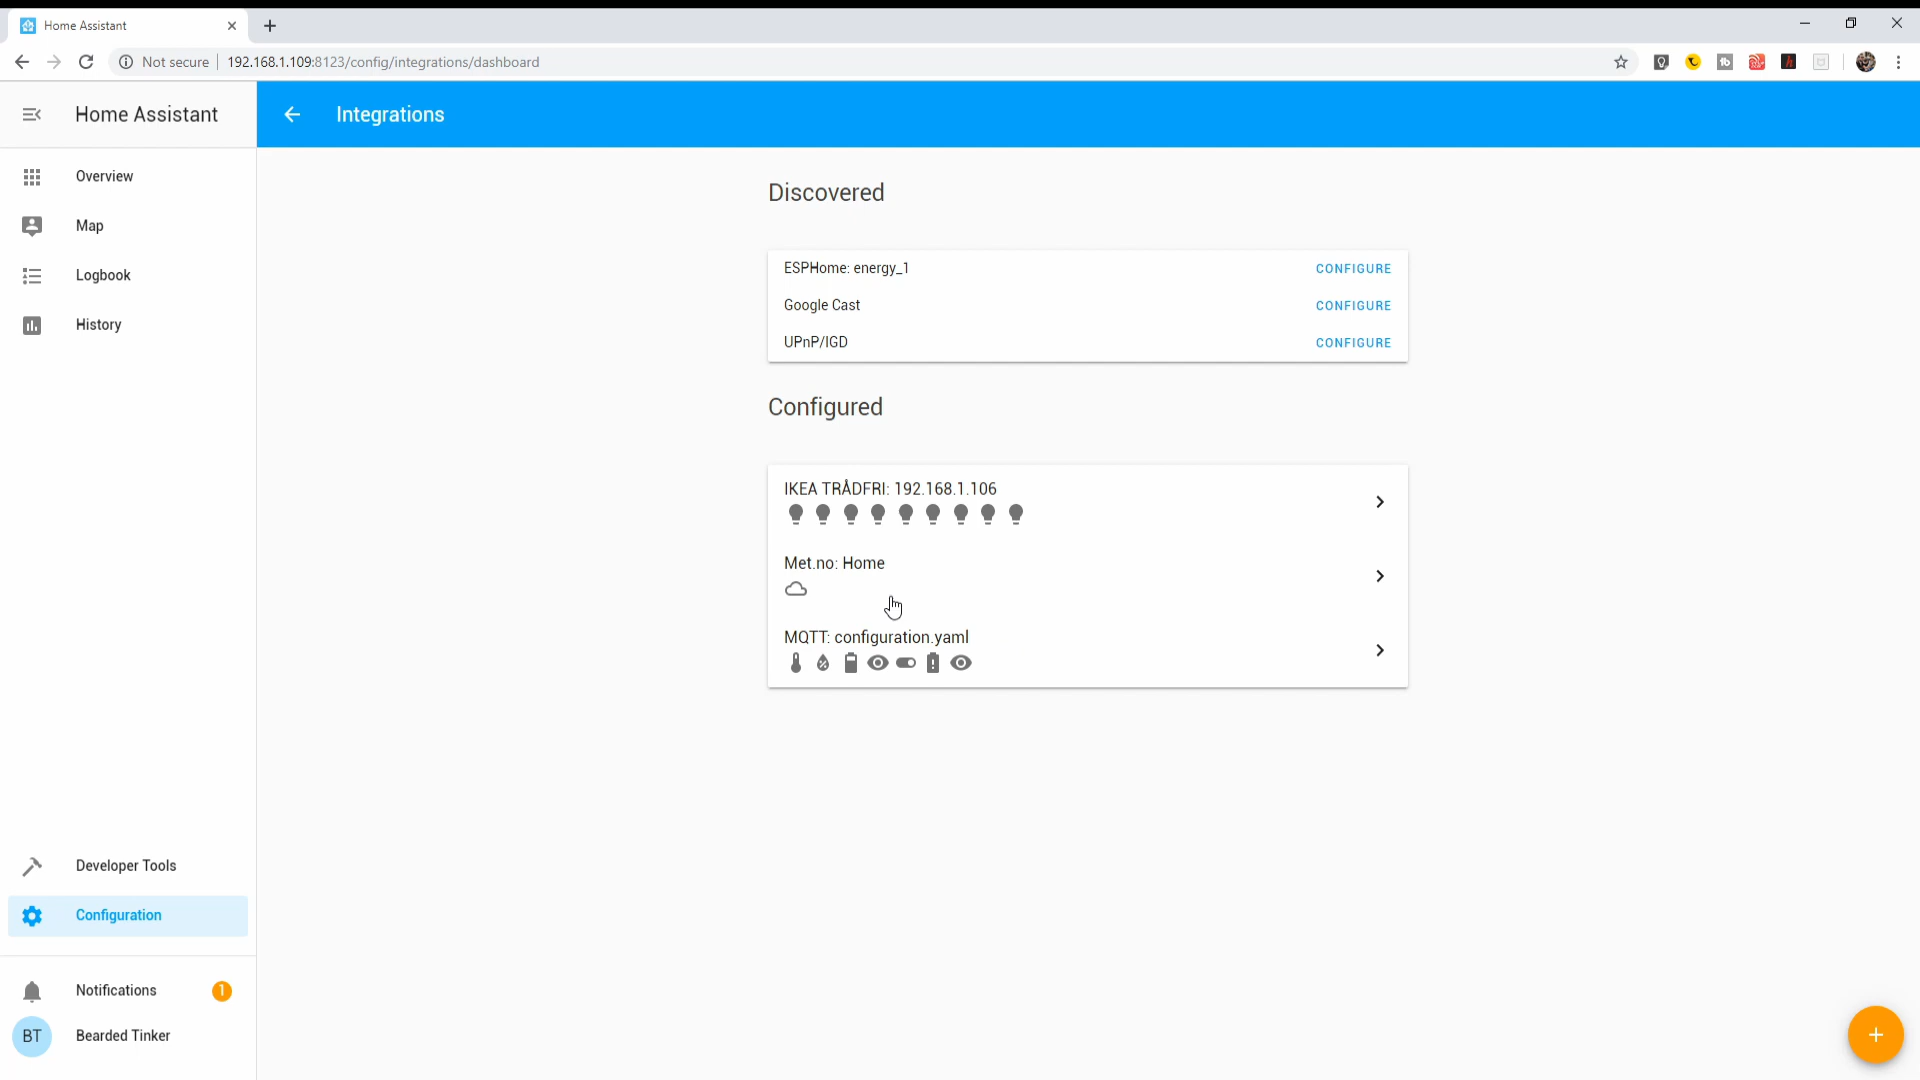 Home Assistant
Not secure
192.168.1.109:8123/config/integrations/dashboard
Home Assistant
Integrations
Overview
Map
Logbook
History
Discovered
ESPHome: energy_1 CONFIGURE
Google Cast CONFIGURE
UPnP/IGD CONFIGURE
Configured
IKEA TRÅDFRI: 192.168.1.106
Met.no: Home
MQTT: configuration.yaml
Developer Tools
Configuration
Notifications 1
BT Bearded Tinker